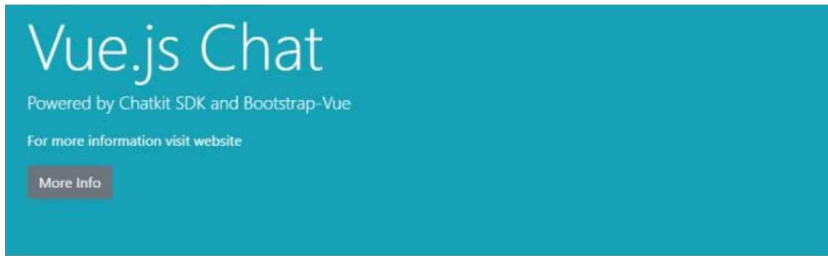 Vue.js Chat
Powered by Chatkit SDK and Bootstrap-Vue
For more information visit website
More Info